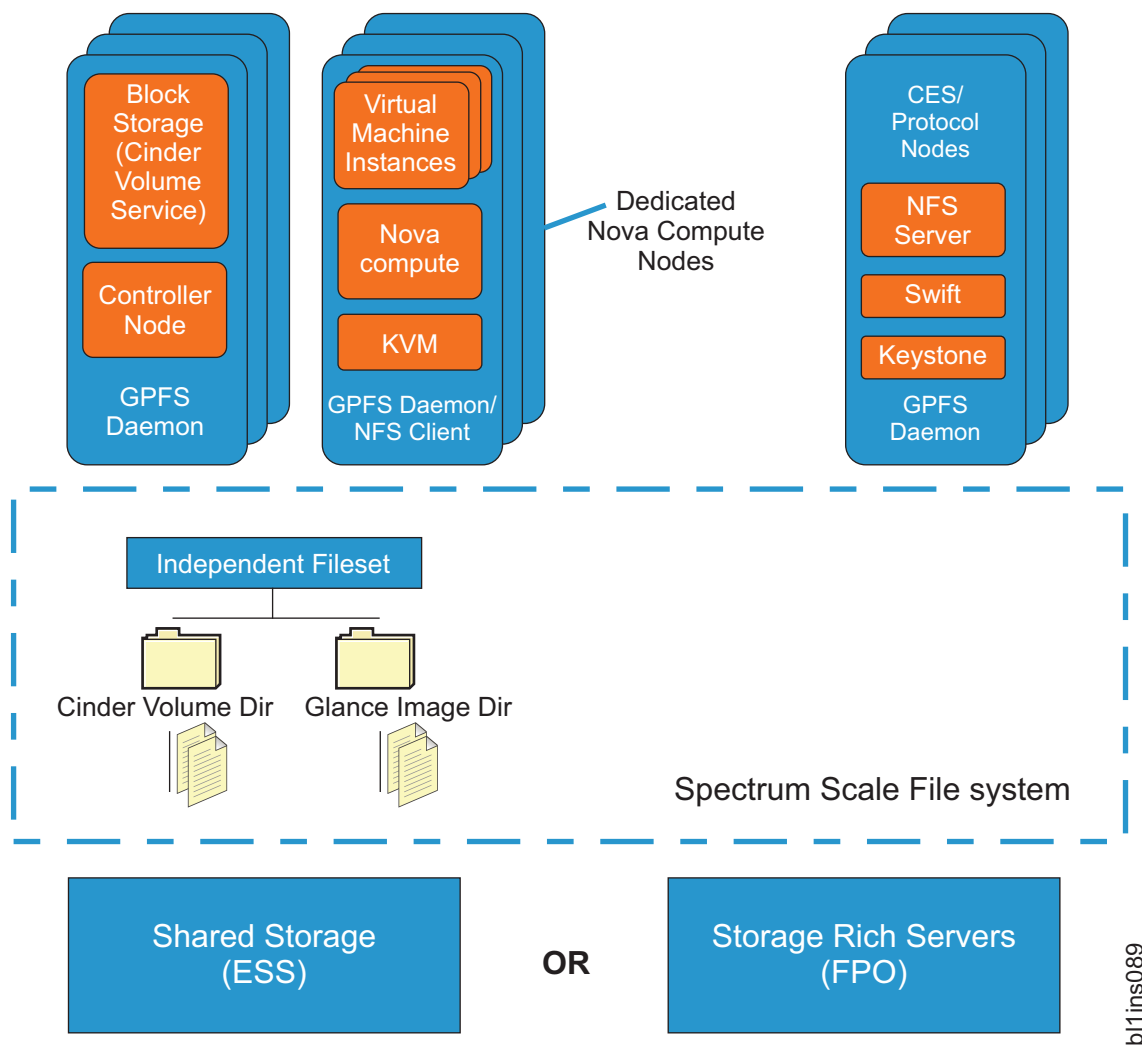 Block
Storage
(Cinder
Volume
Service)
Controller
Node
GPFS
Daemon
Virtual
Machine
Instances
Nova
compute
KVM
GPFS Daemon/
NFS Client
Dedicated
Nova Compute
Nodes
CES/
Protocol
Nodes
NFS
Server
Swift
Keystone
GPFS
Daemon
Independent Fileset
Cinder Volume Dir
Glance Image Dir
Spectrum Scale File system
Shared Storage
(ESS)
OR
Storage Rich Servers
(FPO)
bl1ins089